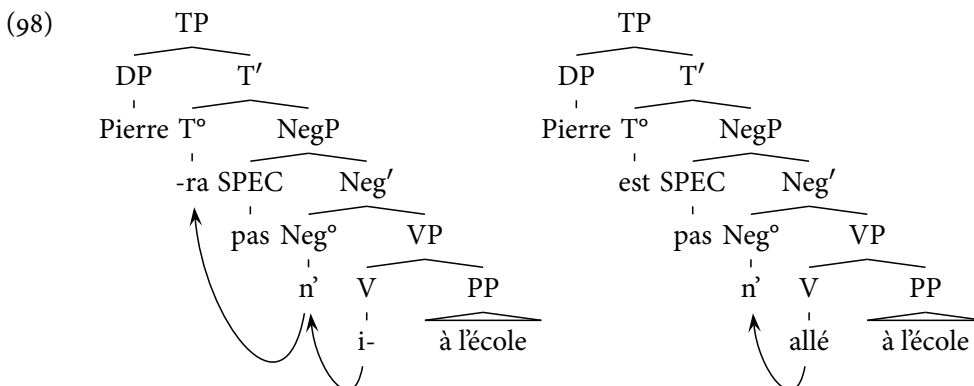 (98) TP TP
DP T′ DP T′
Pierre T° NegP Pierre T° NegP
-ra SPEC Neg′ est SPEC Neg′
pas Neg° VP pas Neg° VP
n' V PP n' V PP
i- à l'école allé à l'école